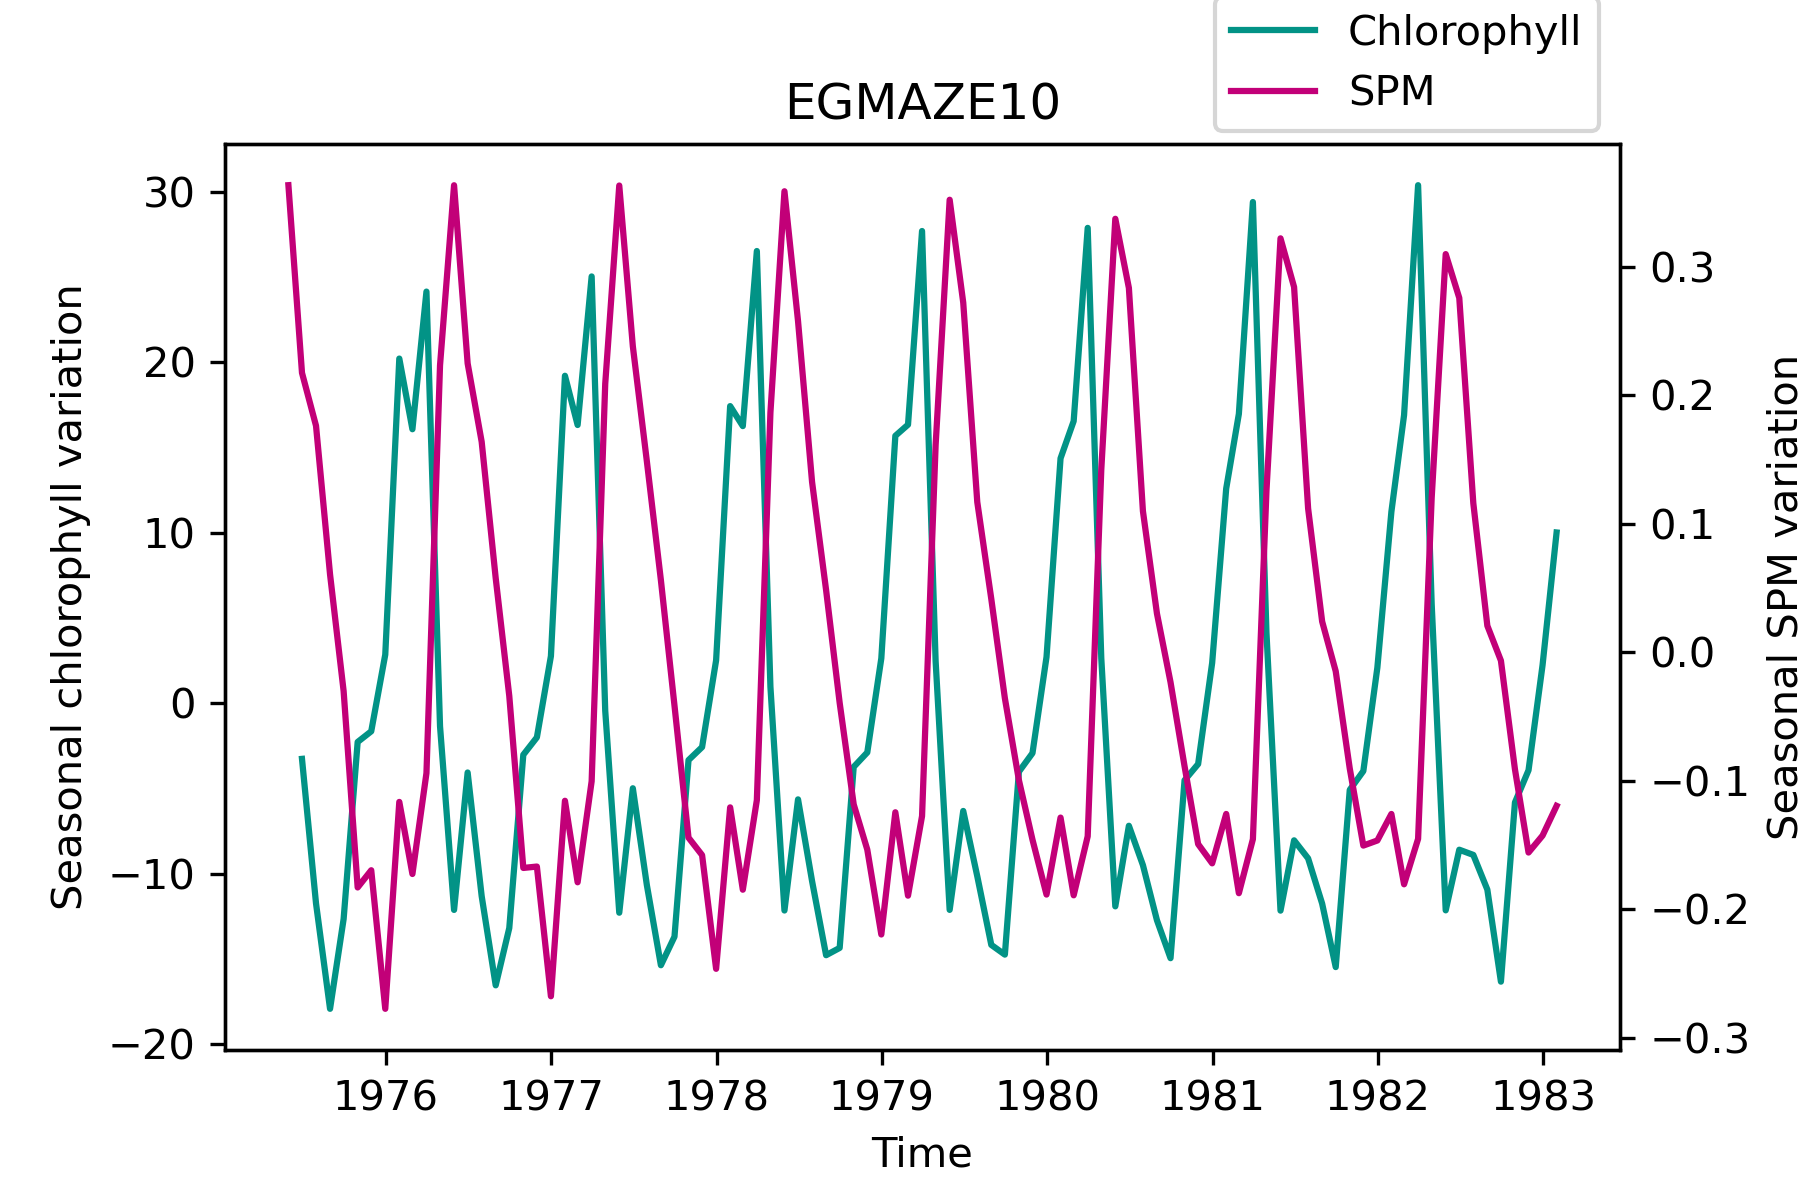 Chlorophyll
SPM
EGMAZE10
Seasonal chlorophyll variation
30
20
10
0
−10
−20
0.3
0.2
0.1
0.0
−0.1
−0.2
−0.3
Seasonal SPM variation
1976 1977 1978 1979 1980 1981 1982 1983
Time